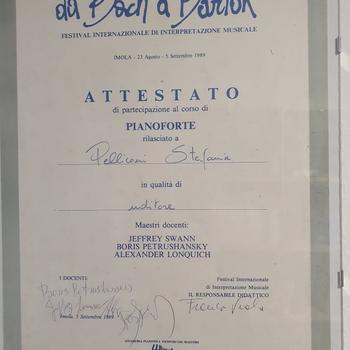 da Bach a Bartók
FESTIVAL INTERNAZIONALE DI INTERPRETAZIONE MUSICALE
IMOLA - 23 Agosto - 5 Settembre 1989
ATTESTATO
di partecipazione al corso di
PIANOFORTE
rilasciato a
Pelliconi Stefania
in qualità di
uditore
Maestri docenti:
JEFFREY SWANN
BORIS PETRUSHANSKY
ALEXANDER LONQUICH
I DOCENTI
Boris Petrushansky
Festival Internazionale
di Interpretazione Musicale
IL RESPONSABILE DIDATTICO
Imola, 5 Settembre 1989